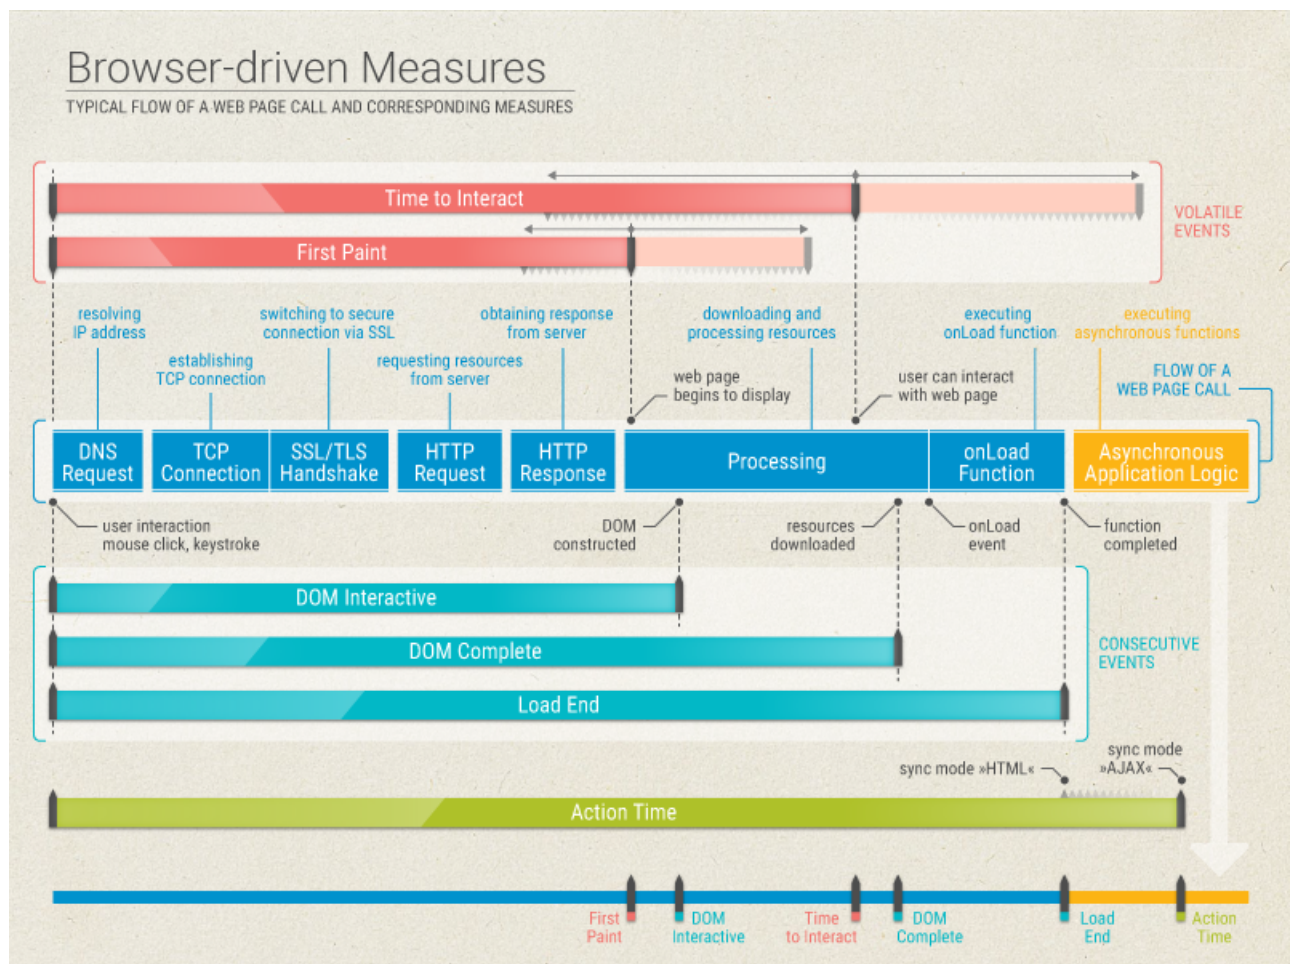 Browser-driven Measures
TYPICAL FLOW OF A WEB PAGE CALL AND CORRESPONDING MEASURES
Time to Interact
First Paint
VOLATILE
EVENTS
resolving
IP address
establishing
TCP connection
switching to secure
connection via SSL
requesting resources
from server
obtaining response
from server
downloading and
processing resources
executing
onLoad function
executing
asynchronous functions
web page
begins to display
user can interact
with web page
FLOW OF A
WEB PAGE CALL
DNS
Request
TCP
Connection
SSL/TLS
Handshake
HTTP
Request
HTTP
Response
Processing
onLoad
Function
Asynchronous
Application Logic
user interaction
mouse click, keystroke
DOM
constructed
resources
downloaded
onLoad
event
function
completed
DOM Interactive
DOM Complete
Load End
CONSECUTIVE
EVENTS
sync mode »HTML«
sync mode
»AJAX«
Action Time
First
Paint
DOM
Interactive
Time
to Interact
DOM
Complete
Load
End
Action
Time